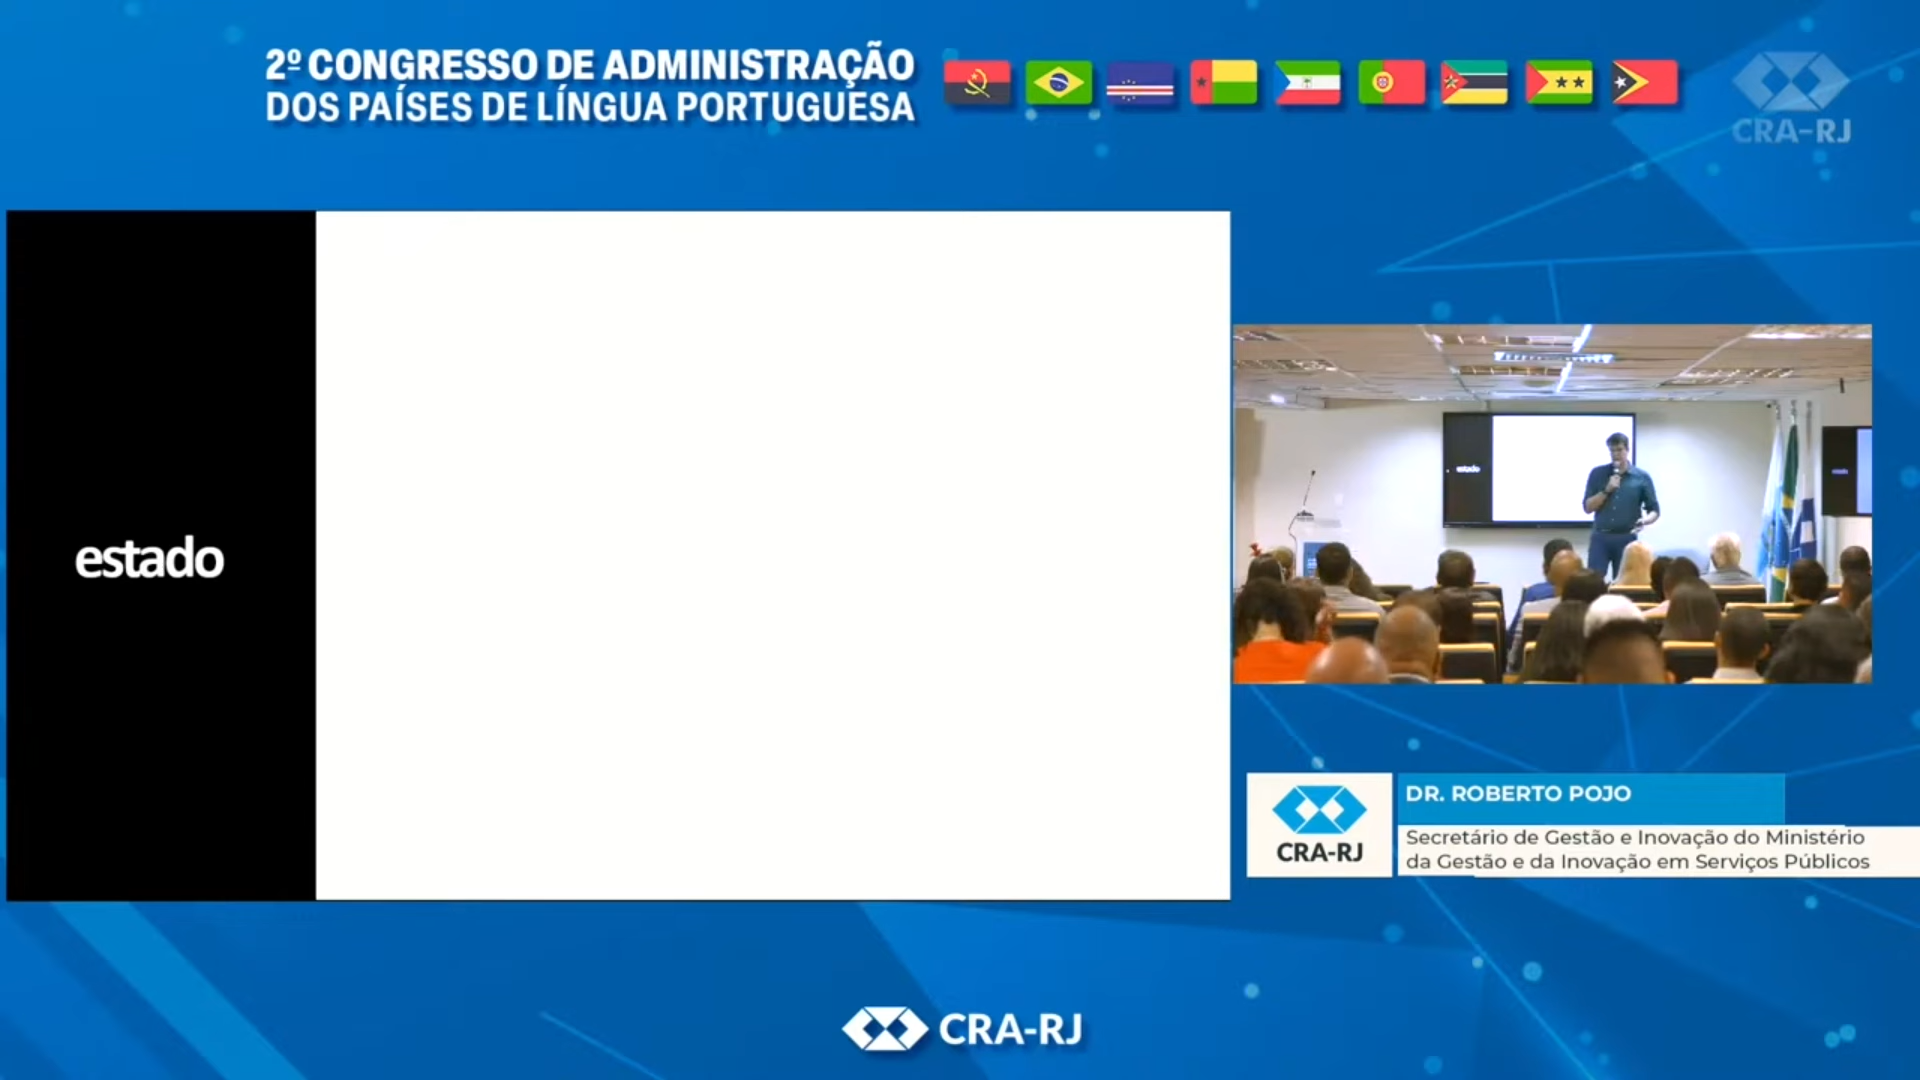 2º CONGRESSO DE ADMINISTRAÇÃO
DOS PAÍSES DE LÍNGUA PORTUGUESA
CRA-RJ
estado
estado
DR. ROBERTO POJO
Secretário de Gestão e Inovação do Ministério
da Gestão e da Inovação em Serviços Públicos
CRA-RJ
CRA-RJ